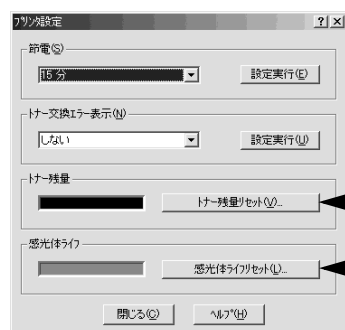 プリンタ設定
節電(S)
15 分
設定実行(E)
トナー交換エラー表示(N)
しない
設定実行(U)
トナー残量
トナー残量リセット(V)...
感光体ライフ
感光体ライフリセット(L)...
閉じる(C)
ヘルプ(H)